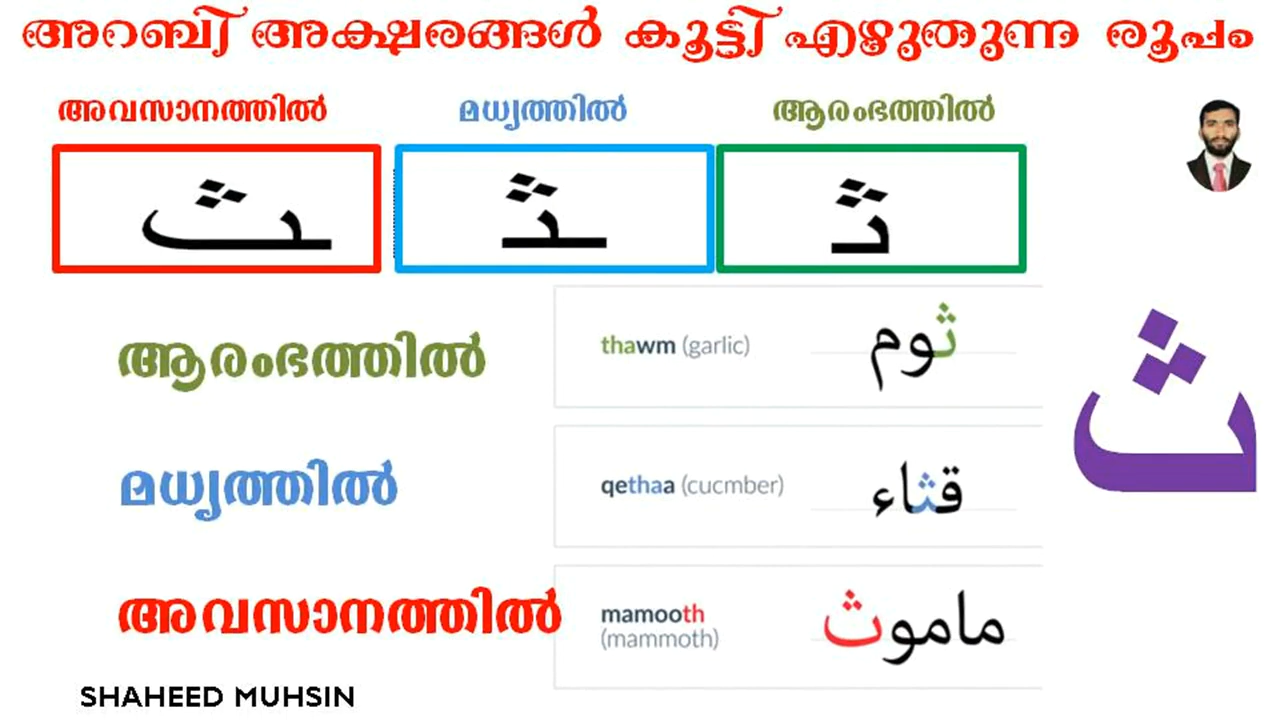 അറബി അക്ഷരങ്ങൾ കൂട്ടി എഴുതുന്ന രൂപം
അവസാനത്തിൽ മധ്യത്തിൽ ആരംഭത്തിൽ
ـث ـثـ ثـ
ആരംഭത്തിൽ thawm (garlic) ثوم
ث
മധ്യത്തിൽ qethaa (cucmber) قثاء
അവസാനത്തിൽ mamooth
(mammoth) ماموث
SHAHEED MUHSIN